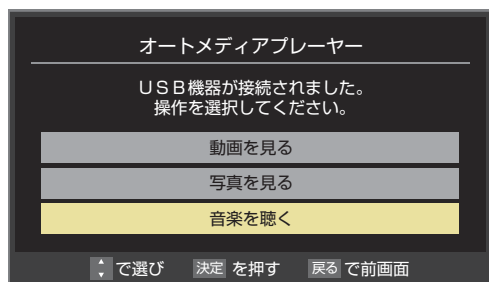 オートメディアプレーヤー
ＵＳＢ機器が接続されました。
操作を選択してください。
動画を見る
写真を見る
音楽を聴く
で選び 決定 を押す 戻る で前画面